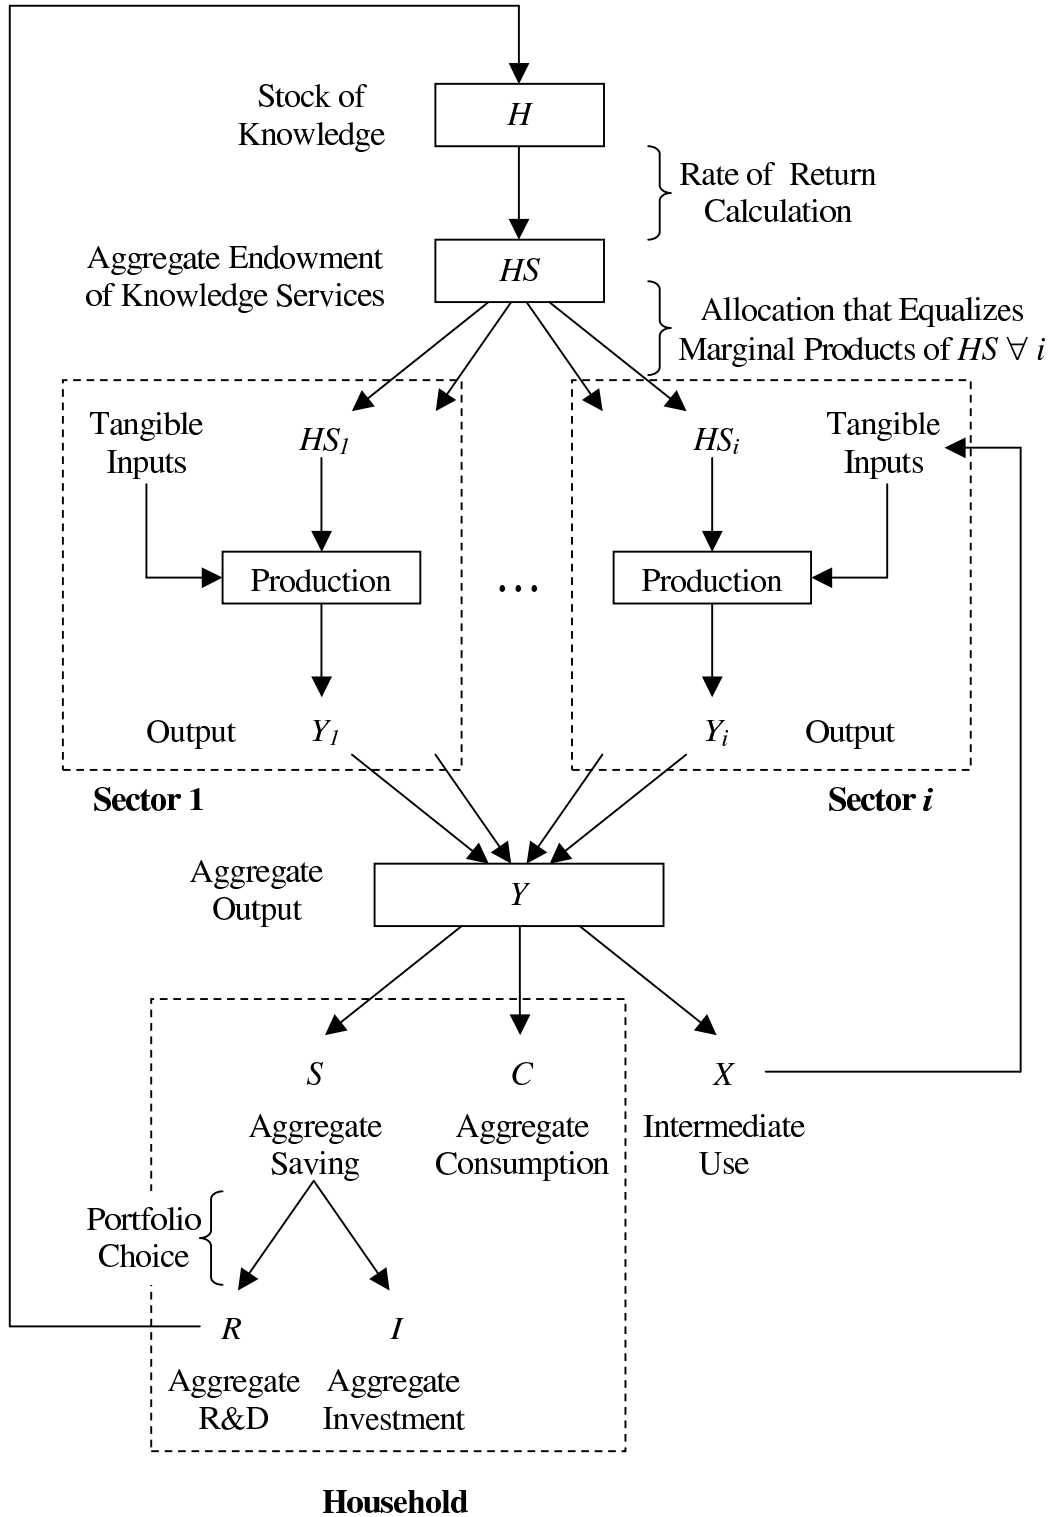 Stock of
Knowledge
H
Rate of Return
Calculation
Aggregate Endowment
of Knowledge Services
HS
Allocation that Equalizes
Marginal Products of HS ∀ i
Tangible
Inputs
HS1
HSi
Tangible
Inputs
Production
...
Production
Output
Y1
Yi
Output
Sector 1
Sector i
Aggregate
Output
Y
S
C
X
Aggregate
Saving
Aggregate
Consumption
Intermediate
Use
Portfolio
Choice
R
I
Aggregate
R&D
Aggregate
Investment
Household